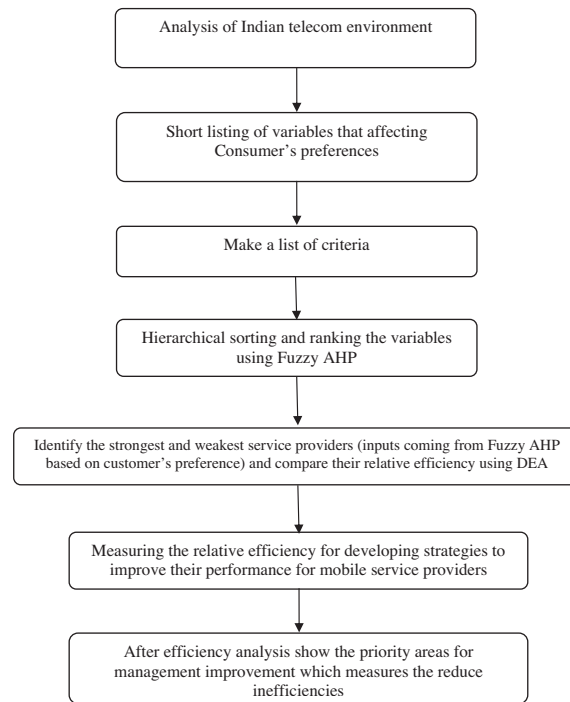 Analysis of Indian telecom environment
Short listing of variables that affecting
Consumer's preferences
Make a list of criteria
Hierarchical sorting and ranking the variables
using Fuzzy AHP
Identify the strongest and weakest service providers (inputs coming from Fuzzy AHP
based on customer's preference) and compare their relative efficiency using DEA
Measuring the relative efficiency for developing strategies to
improve their performance for mobile service providers
After efficiency analysis show the priority areas for
management improvement which measures the reduce
inefficiencies